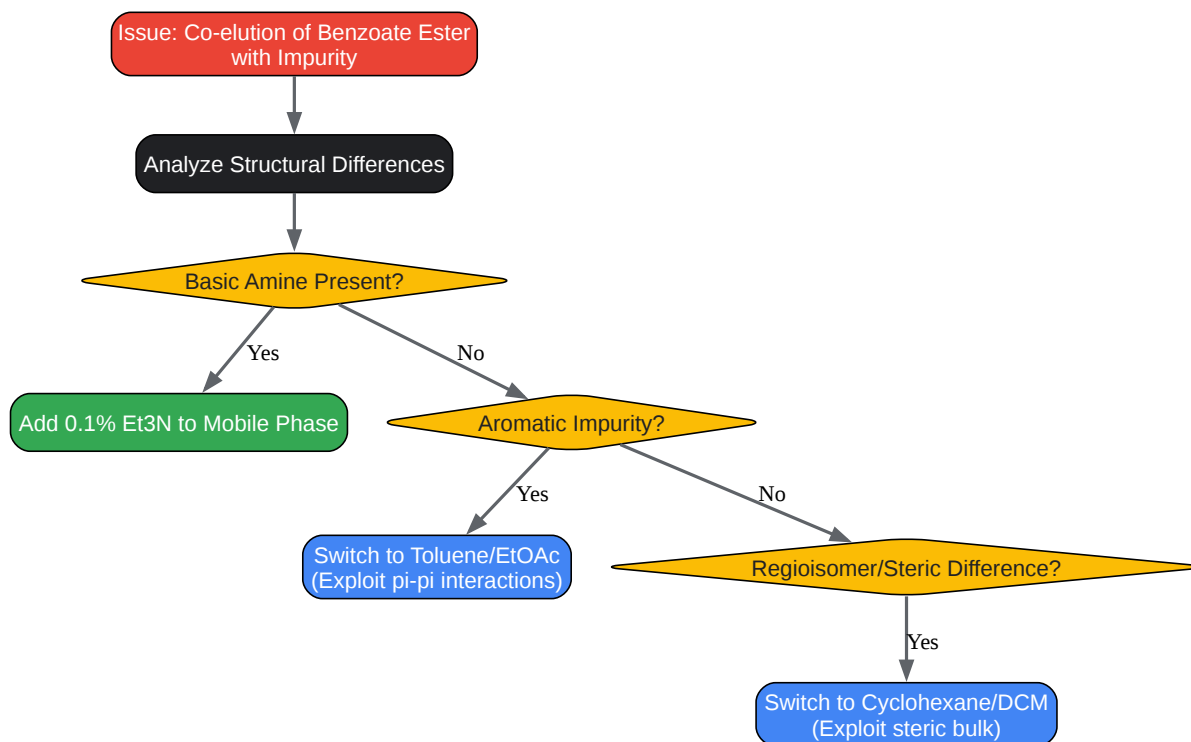 Issue: Co-elution of Benzoate Ester
with Impurity
Analyze Structural Differences
Basic Amine Present?
Yes
No
Add 0.1% Et3N to Mobile Phase
Aromatic Impurity?
Yes
No
Switch to Toluene/EtOAc
(Exploit pi-pi interactions)
Regioisomer/Steric Difference?
Yes
Switch to Cyclohexane/DCM
(Exploit steric bulk)